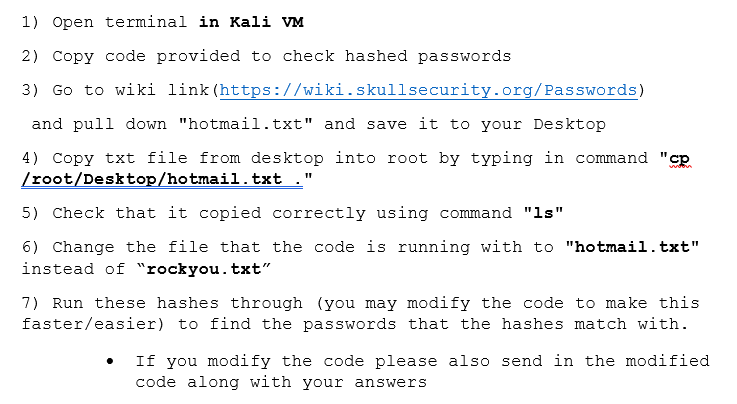 1) Open terminal in Kali VM
2) Copy code provided to check hashed passwords
3) Go to wiki link(https://wiki.skullsecurity.org/Passwords)
and pull down "hotmail.txt" and save it to your Desktop
4) Copy txt file from desktop into root by typing in command "cp
/root/Desktop/hotmail.txt ."
5) Check that it copied correctly using command "ls"
6) Change the file that the code is running with to "hotmail.txt"
instead of “rockyou.txt”
7) Run these hashes through (you may modify the code to make this
faster/easier) to find the passwords that the hashes match with.
• If you modify the code please also send in the modified
code along with your answers